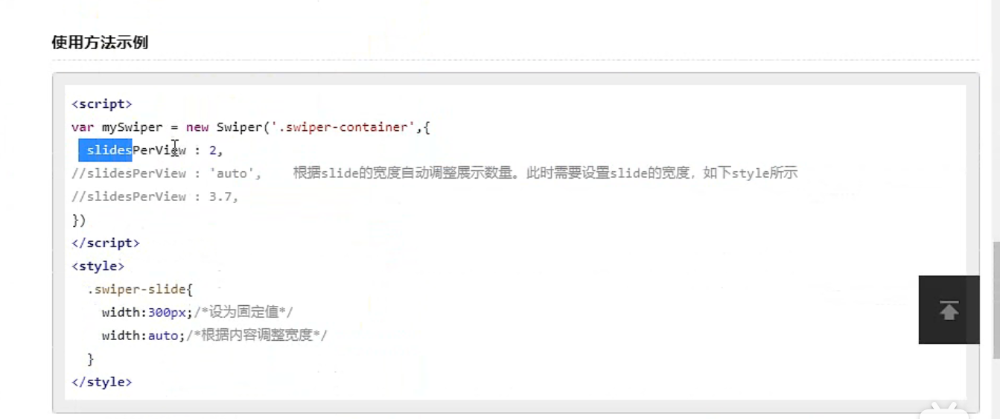 使用方法示例
<script>
var mySwiper = new Swiper('.swiper-container',{
  slidesPerView : 2,
//slidesPerView : 'auto',    根据slide的宽度自动调整展示数量。此时需要设置slide的宽度，如下style所示
//slidesPerView : 3.7,
})
</script>
<style>
  .swiper-slide{
    width:300px;/*设为固定值*/
    width:auto;/*根据内容调整宽度*/
  }
</style>